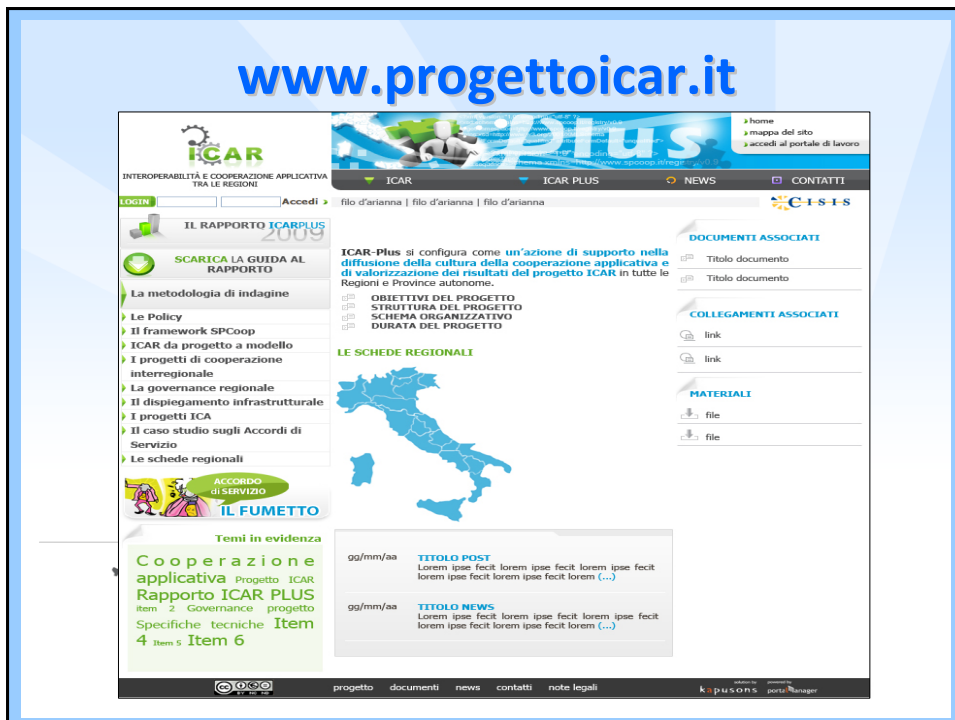 www.progettoicar.it
iCAR
INTEROPERABILITÀ E COOPERAZIONE APPLICATIVA
TRA LE REGIONI
Plus
home
mappa del sito
accedi al portale di lavoro
ICAR
ICAR PLUS
NEWS
CONTATTI
LOGIN
Accedi
filo d'arianna | filo d'arianna | filo d'arianna
CISIS
IL RAPPORTO ICARPLUS
2009
SCARICA LA GUIDA AL
RAPPORTO
La metodologia di indagine
Le Policy
Il framework SPCoop
ICAR da progetto a modello
I progetti di cooperazione
interregionale
La governance regionale
Il dispiegamento infrastrutturale
I progetti ICA
Il caso studio sugli Accordi di
Servizio
Le schede regionali
ACCORDO
di SERVIZIO
IL FUMETTO
Temi in evidenza
Cooperazione
applicativa Progetto ICAR
Rapporto ICAR PLUS
item 2 Governance progetto
Specifiche tecniche Item
4 Item 5 Item 6
ICAR-Plus si configura come un'azione di supporto nella
diffusione della cultura della cooperazione applicativa e
di valorizzazione dei risultati del progetto ICAR in tutte le
Regioni e Province autonome.
OBIETTIVI DEL PROGETTO
STRUTTURA DEL PROGETTO
SCHEMA ORGANIZZATIVO
DURATA DEL PROGETTO
LE SCHEDE REGIONALI
gg/mm/aa
TITOLO POST
Lorem ipse fecit lorem ipse fecit lorem ipse fecit
lorem ipse fecit lorem ipse fecit lorem (...)
gg/mm/aa
TITOLO NEWS
Lorem ipse fecit lorem ipse fecit lorem ipse fecit
lorem ipse fecit lorem ipse fecit lorem (...)
DOCUMENTI ASSOCIATI
Titolo documento
Titolo documento
COLLEGAMENTI ASSOCIATI
link
link
MATERIALI
file
file
cc
BY NC ND
progetto documenti news contatti note legali
solution by
kapusons
powered by
portalManager